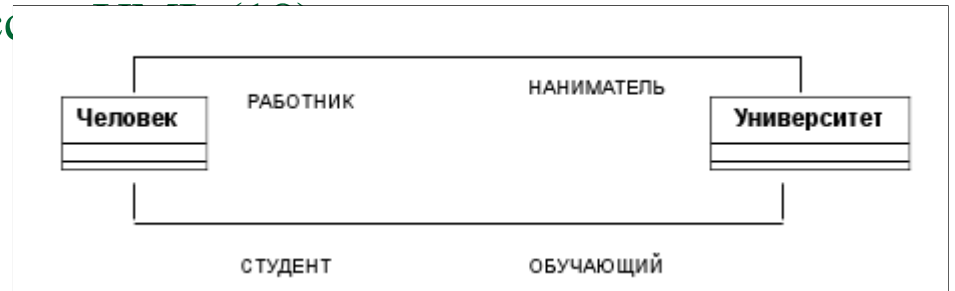 НАНИМАТЕЛЬ
РАБОТНИК
Человек
Университет
СТУДЕНТ
ОБУЧАЮЩИЙ